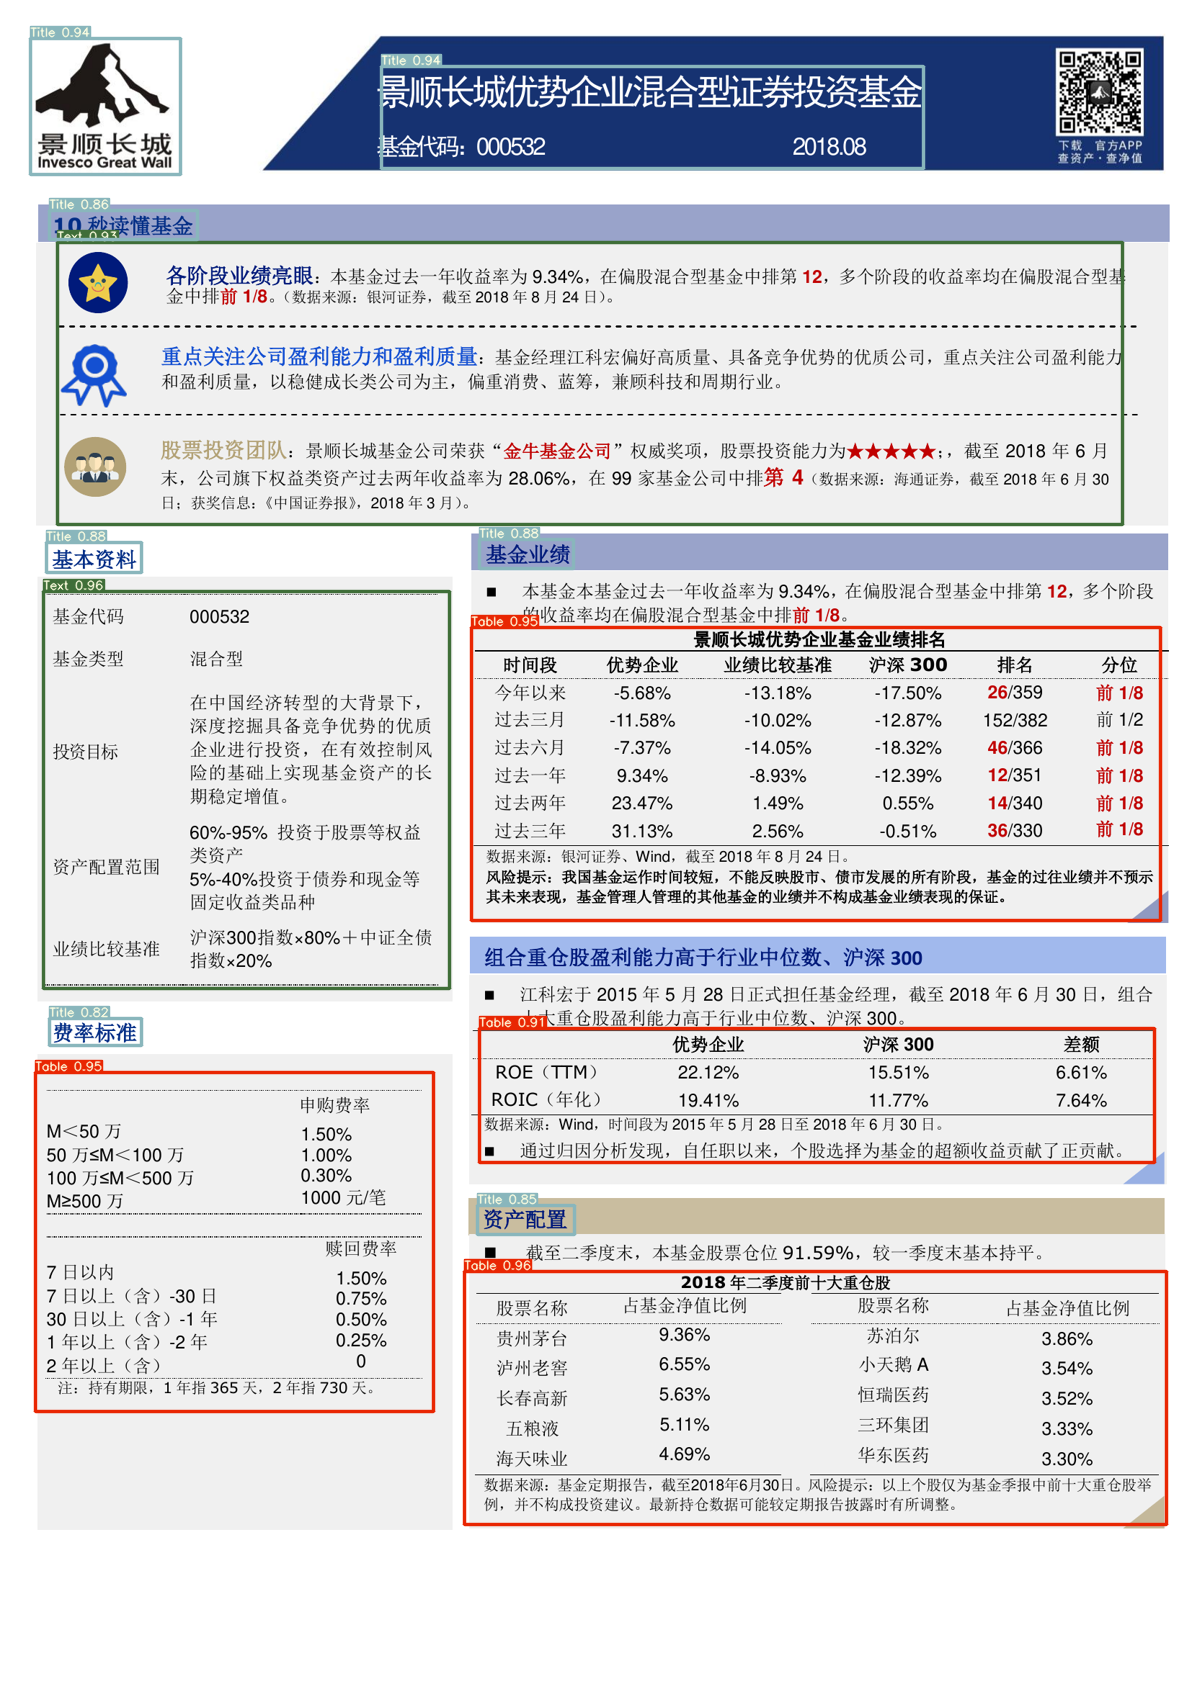 Title 0.94
景顺长城
Invesco Great Wall
Title 0.94
景顺长城优势企业混合型证券投资基金
基金代码：000532 2018.08
下载 官方APP
查资产·查净值
Title 0.86
10 秒读懂基金
Text 0.93
各阶段业绩亮眼：本基金过去一年收益率为 9.34%，在偏股混合型基金中排第 12，多个阶段的收益率均在偏股混合型基
金中排前 1/8。（数据来源：银河证券，截至 2018 年 8 月 24 日）。
重点关注公司盈利能力和盈利质量：基金经理江科宏偏好高质量、具备竞争优势的优质公司，重点关注公司盈利能力
和盈利质量，以稳健成长类公司为主，偏重消费、蓝筹，兼顾科技和周期行业。
股票投资团队：景顺长城基金公司荣获“金牛基金公司”权威奖项，股票投资能力为★★★★★；，截至 2018 年 6 月
末，公司旗下权益类资产过去两年收益率为 28.06%，在 99 家基金公司中排第 4（数据来源：海通证券，截至 2018 年 6 月 30
日；获奖信息：《中国证券报》，2018 年 3 月）。
Title 0.88
基本资料
Text 0.96
基金代码 000532
基金类型 混合型
投资目标 在中国经济转型的大背景下，
深度挖掘具备竞争优势的优质
企业进行投资，在有效控制风
险的基础上实现基金资产的长
期稳定增值。
资产配置范围 60%-95% 投资于股票等权益
类资产
5%-40%投资于债券和现金等
固定收益类品种
业绩比较基准 沪深300指数×80%＋中证全债
指数×20%
Title 0.82
费率标准
Table 0.95
申购费率
M＜50 万 1.50%
50 万≤M＜100 万 1.00%
100 万≤M＜500 万 0.30%
M≥500 万 1000 元/笔
赎回费率
7 日以内 1.50%
7 日以上（含）-30 日 0.75%
30 日以上（含）-1 年 0.50%
1 年以上（含）-2 年 0.25%
2 年以上（含） 0
注：持有期限，1 年指 365 天，2 年指 730 天。
Title 0.88
基金业绩
■ 本基金本基金过去一年收益率为 9.34%，在偏股混合型基金中排第 12，多个阶段
的收益率均在偏股混合型基金中排前 1/8。
Table 0.95
景顺长城优势企业基金业绩排名
时间段 优势企业 业绩比较基准 沪深 300 排名 分位
今年以来 -5.68% -13.18% -17.50% 26/359 前 1/8
过去三月 -11.58% -10.02% -12.87% 152/382 前 1/2
过去六月 -7.37% -14.05% -18.32% 46/366 前 1/8
过去一年 9.34% -8.93% -12.39% 12/351 前 1/8
过去两年 23.47% 1.49% 0.55% 14/340 前 1/8
过去三年 31.13% 2.56% -0.51% 36/330 前 1/8
数据来源：银河证券、Wind，截至 2018 年 8 月 24 日。
风险提示：我国基金运作时间较短，不能反映股市、债市发展的所有阶段，基金的过往业绩并不预示
其未来表现，基金管理人管理的其他基金的业绩并不构成基金业绩表现的保证。
组合重仓股盈利能力高于行业中位数、沪深 300
■ 江科宏于 2015 年 5 月 28 日正式担任基金经理，截至 2018 年 6 月 30 日，组合
十大重仓股盈利能力高于行业中位数、沪深 300。
Table 0.91
优势企业 沪深 300 差额
ROE（TTM） 22.12% 15.51% 6.61%
ROIC（年化） 19.41% 11.77% 7.64%
数据来源：Wind，时间段为 2015 年 5 月 28 日至 2018 年 6 月 30 日。
■ 通过归因分析发现，自任职以来，个股选择为基金的超额收益贡献了正贡献。
Title 0.85
资产配置
■ 截至二季度末，本基金股票仓位 91.59%，较一季度末基本持平。
Table 0.96
2018 年二季度前十大重仓股
股票名称 占基金净值比例 股票名称 占基金净值比例
贵州茅台 9.36% 苏泊尔 3.86%
泸州老窖 6.55% 小天鹅 A 3.54%
长春高新 5.63% 恒瑞医药 3.52%
五粮液 5.11% 三环集团 3.33%
海天味业 4.69% 华东医药 3.30%
数据来源：基金定期报告，截至2018年6月30日。风险提示：以上个股仅为基金季报中前十大重仓股举
例，并不构成投资建议。最新持仓数据可能较定期报告披露时有所调整。